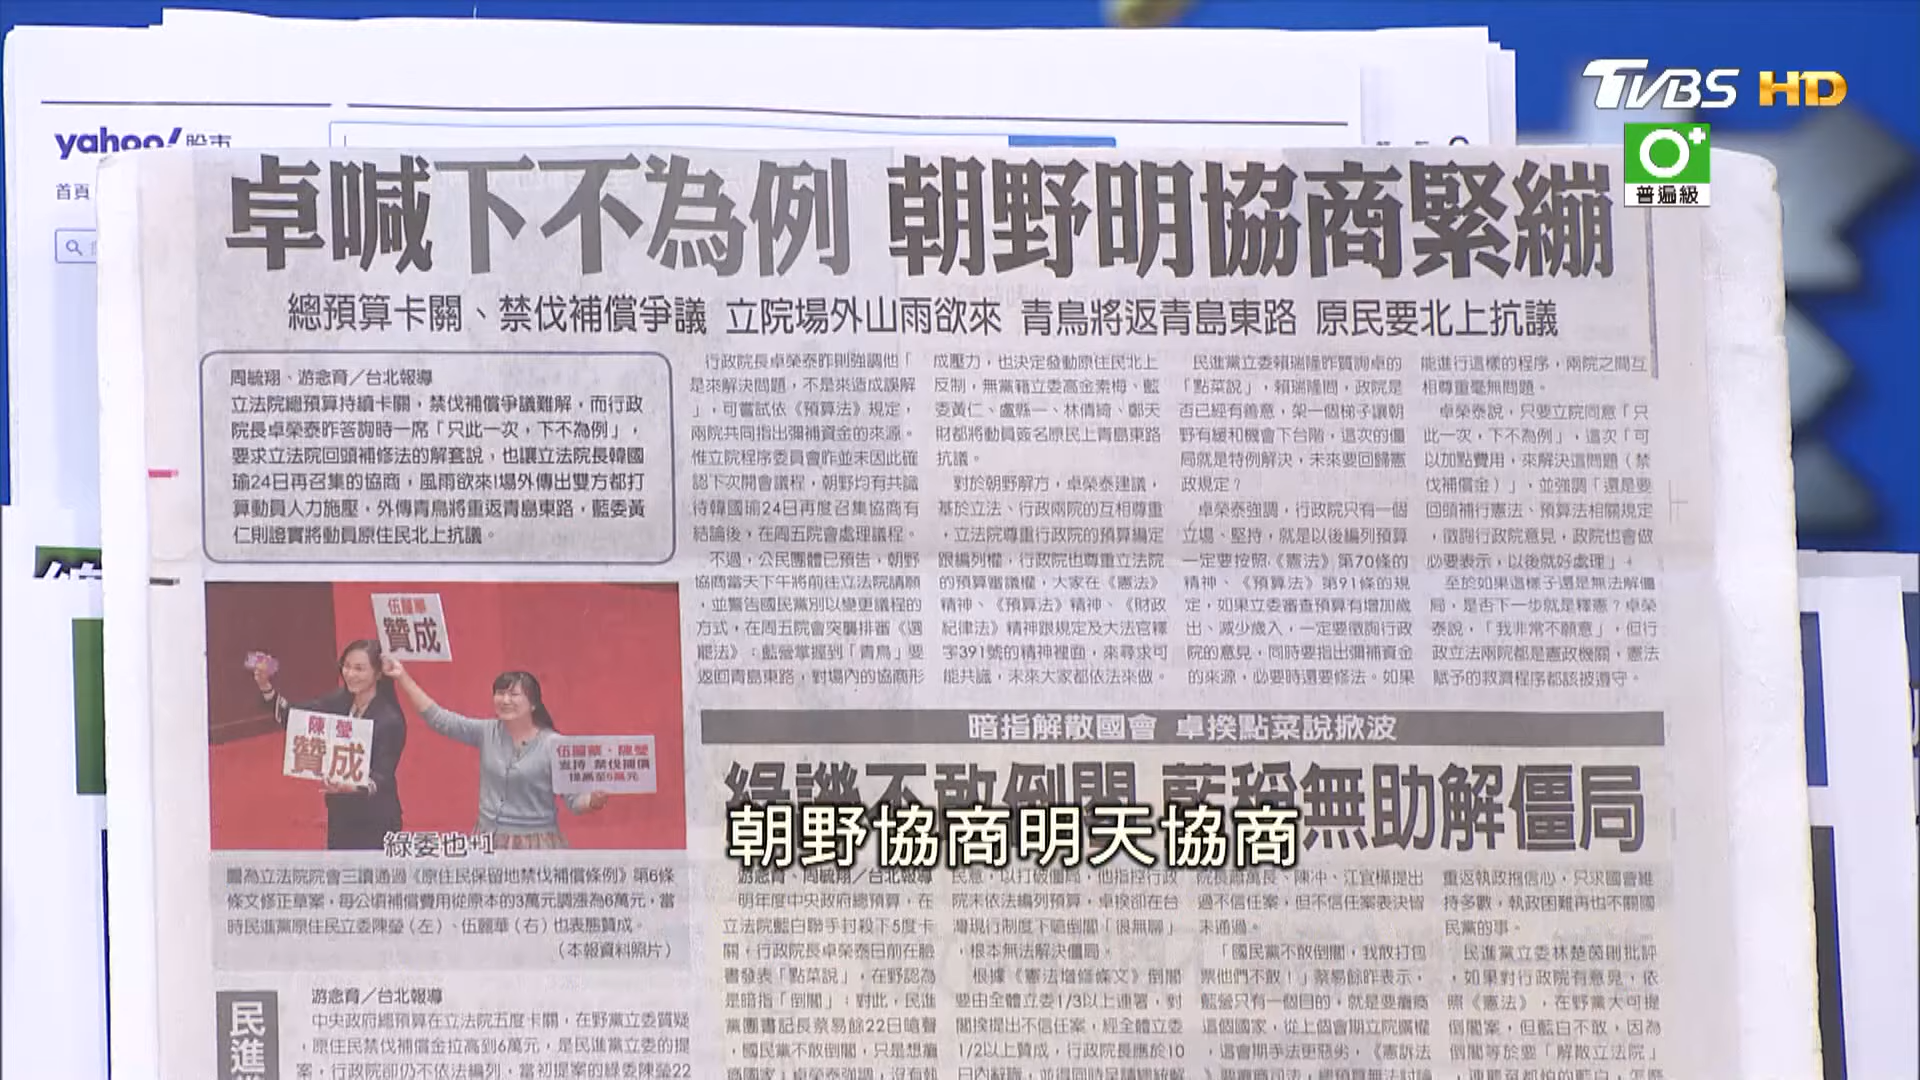 TVBS HD
普遍級
yahoo!股市
首頁
卓喊下不為例 朝野明協商緊繃
總預算卡關、禁伐補償爭議 立院場外山雨欲來 青鳥將返青島東路 原民要北上抗議
周毓翔、游念育／台北報導
立法院總預算持續卡關，禁伐補償爭議難解，而行政
院長卓榮泰昨答詢時一席「只此一次，下不為例」，
要求立法院回頭補修法的解套說，也讓立法院長韓國
瑜24日再召集的協商，風雨欲來!場外傳出雙方都打
算動員人力施壓，外傳青鳥將重返青島東路，藍委黃
仁則證實將動員原住民北上抗議。
行政院長卓榮泰昨則強調他「
是來解決問題，不是來造成誤解
」，可嘗試依《預算法》規定，
兩院共同指出彌補資金的來源。
惟立院程序委員會昨並未因此確
認下次開會議程，朝野均有共識
待韓國瑜24日再度召集協商有
結論後，在周五院會處理議程。
不過，公民團體已預告，朝野
協商當天下午將前往立法院請願
，並警告國民黨別以變更議程的
方式，在周五院會突襲排審《選
罷法》；藍營掌握到「青鳥」要
返回青島東路，對場內的協商形
成壓力，也決定發動原住民北上
反制，無黨籍立委高金素梅、藍
委黃仁、盧縣一、林倩綺、鄭天
財都將動員簽名原民上青島東路
抗議。
對於朝野解方，卓榮泰建議，
基於立法、行政兩院的互相尊重
，立法院尊重行政院的預算編定
跟編列權，行政院也尊重立法院
的預算審議權，大家在《憲法》
精神、《預算法》精神、《財政
紀律法》精神跟規定及大法官釋
字391號的精神裡面，來尋求可
能共識，未來大家都依法來做。
民進黨立委賴瑞隆昨質詢卓的
「點菜說」，賴瑞隆問，政院是
否已經有善意，架一個梯子讓朝
野有緩和機會下台階，這次的僵
局就是特例解決，未來要回歸憲
政規定？
卓榮泰強調，行政院只有一個
立場、堅持，就是以後編列預算
一定要按照《憲法》第70條的
精神、《預算法》第91條的規
定，如果立委審查預算有增加歲
出、減少歲入，一定要徵詢行政
院的意見，同時要指出彌補資金
的來源，必要時還要修法。如果
能進行這樣的程序，兩院之間互
相尊重毫無問題。
卓榮泰說，只要立院同意「只
此一次，下不為例」，這次「可
以加點費用，來解決這問題（禁
伐補償金）」，並強調「還是要
回頭補行憲法、預算法相關規定
，徵詢行政院意見，政院也會做
必要表示，以後就好處理」。
至於如果這樣子還是無法解僵
局，是否下一步就是釋憲？卓榮
泰說，「我非常不願意」，但行
政立法兩院都是憲政機關，憲法
賦予的救濟程序都該被遵守。
伍麗華
贊成
陳瑩
贊成
伍麗華、陳瑩
支持 禁伐補償
提高至6萬元
綠委也+1
圖為立法院院會三讀通過《原住民保留地禁伐補償條例》第6條
條文修正草案，每公頃補償費用從原本的3萬元調漲為6萬元，當
時民進黨原住民立委陳瑩（左）、伍麗華（右）也表態贊成。
（本報資料照片）
暗指解散國會 卓揆點菜說掀波
綠譏不敢倒閣 藍稱無助解僵局
朝野協商明天協商
游念育、周毓翔／台北報導
明年度中央政府總預算，在
立法院藍白聯手封殺下5度卡
關，行政院長卓榮泰日前在臉
書發表「點菜說」，在野認為
是暗指「倒閣」；對此，民進
黨團書記長蔡易餘22日嗆聲
，國民黨不敢倒閣，只是想癱
民意，以打破僵局，他指控行政
院未依法編列預算，卓揆卻在台
灣現行制度下嗆倒閣「很無聊」
，根本無法解決僵局。
根據《憲法增修條文》倒閣
要由全體立委1/3以上連署，對
閣揆提出不信任案，經全體立委
1/2以上贊成，行政院長應於10
院長蕭萬長、陳冲、江宜樺提出
過不信任案，但不信任案表決皆
未通過。
「國民黨不敢倒閣，我敢打包
票他們不敢！」蔡易餘昨表示，
藍營只有一個目的，就是要癱瘓
這個國家，從上個會期立院擴權
，這會期手法更惡劣，《憲訴法
重返執政抱信心，只求國會維
持多數，執政困難再也不關國
民黨的事。
民進黨立委林楚茵則批評
，如果對行政院有意見，依
照《憲法》，在野黨大可提
倒閣案，但藍白不敢，因為
倒閣等於要「解散立法院」
民進
游念育／台北報導
中央政府總預算在立法院五度卡關，在野黨立委質疑
，原住民禁伐補償金拉高到6萬元，是民進黨立委的提
案，行政院卻仍不依法編列，當初提案的綠委陳瑩22